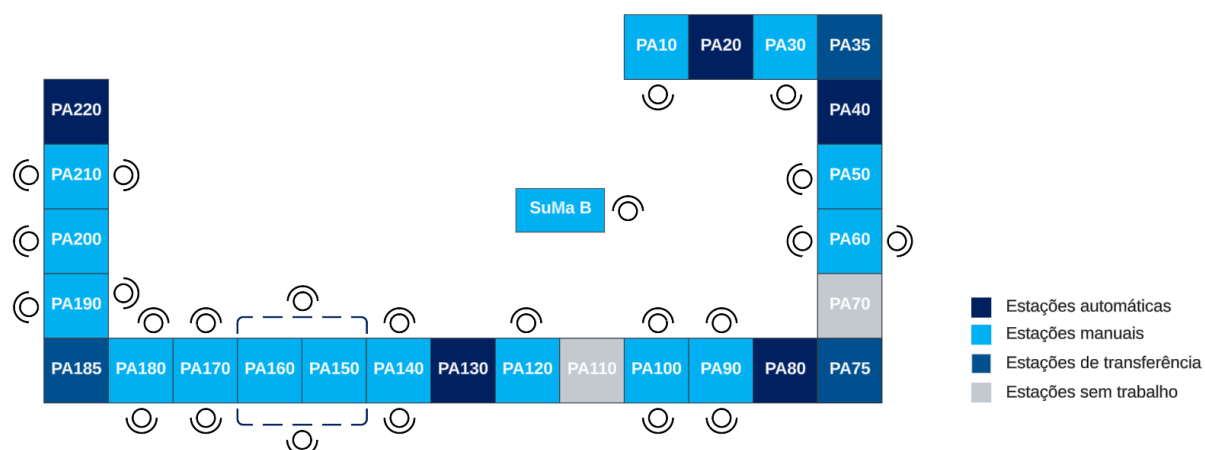 PA10 PA20 PA30 PA35
PA220 PA40
PA210 PA50
SuMa B
PA200 PA60
PA190 PA70
PA185 PA180 PA170 PA160 PA150 PA140 PA130 PA120 PA110 PA100 PA90 PA80 PA75
Estações automáticas
Estações manuais
Estações de transferência
Estações sem trabalho